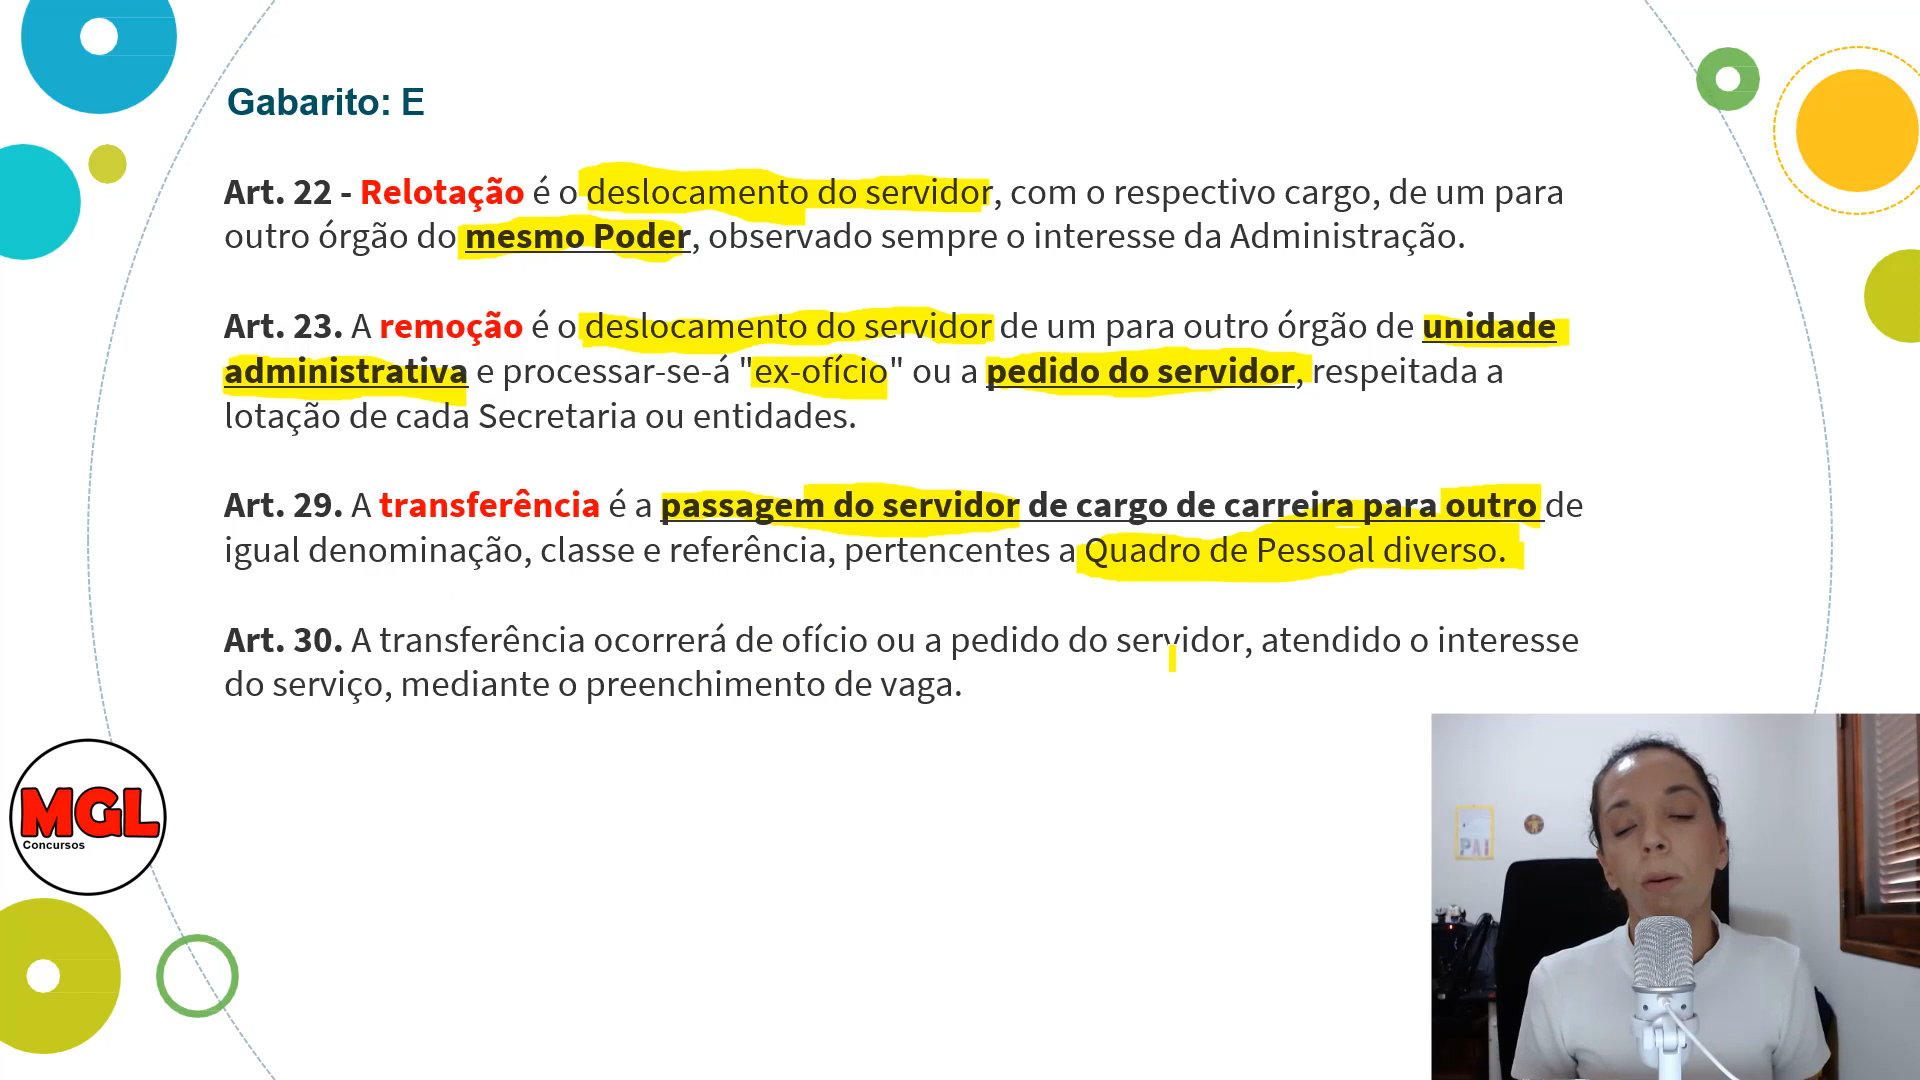 Gabarito: E
Art. 22 - Relotação é o deslocamento do servidor, com o respectivo cargo, de um para
outro órgão do mesmo Poder, observado sempre o interesse da Administração.
Art. 23. A remoção é o deslocamento do servidor de um para outro órgão de unidade
administrativa e processar-se-á "ex-ofício" ou a pedido do servidor, respeitada a
lotação de cada Secretaria ou entidades.
Art. 29. A transferência é a passagem do servidor de cargo de carreira para outro de
igual denominação, classe e referência, pertencentes a Quadro de Pessoal diverso.
Art. 30. A transferência ocorrerá de ofício ou a pedido do servidor, atendido o interesse
do serviço, mediante o preenchimento de vaga.
MGL
Concursos
PAI